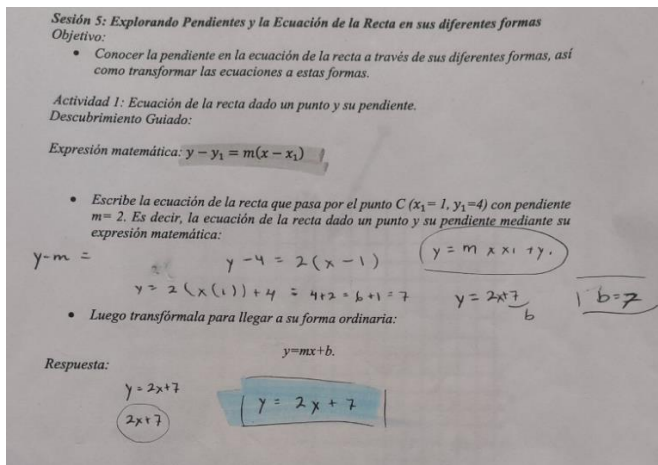 Sesión 5: Explorando Pendientes y la Ecuación de la Recta en sus diferentes formas
Objetivo:
• Conocer la pendiente en la ecuación de la recta a través de sus diferentes formas, así
como transformar las ecuaciones a estas formas.
Actividad 1: Ecuación de la recta dado un punto y su pendiente.
Descubrimiento Guiado:
Expresión matemática: y − y₁ = m(x − x₁)
• Escribe la ecuación de la recta que pasa por el punto C (x₁= 1, y₁=4) con pendiente
m= 2. Es decir, la ecuación de la recta dado un punto y su pendiente mediante su
expresión matemática:
y-m =
y - 4 = 2 (x - 1)
y = m x x₁ + y.
y = 2 (x(1)) + 4 = 4+2 = 6+1 = 7
y = 2x+7
b
b=7
• Luego transfórmala para llegar a su forma ordinaria:
y=mx+b.
Respuesta:
y = 2x+7
2x+7
y = 2x + 7